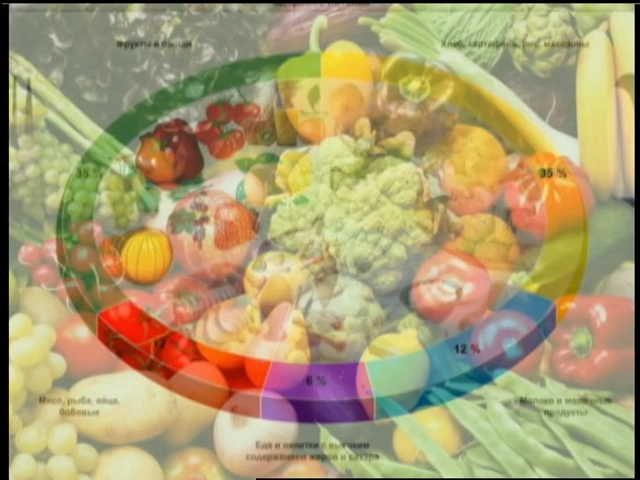 Фрукты и овощи
Хлеб, картофель, рис, макароны
35 %
12 %
6 %
Мясо, рыба, яйца,
бобовые
Молоко и молочные
продукты
Еда и напитки с высоким
содержанием жиров и сахара